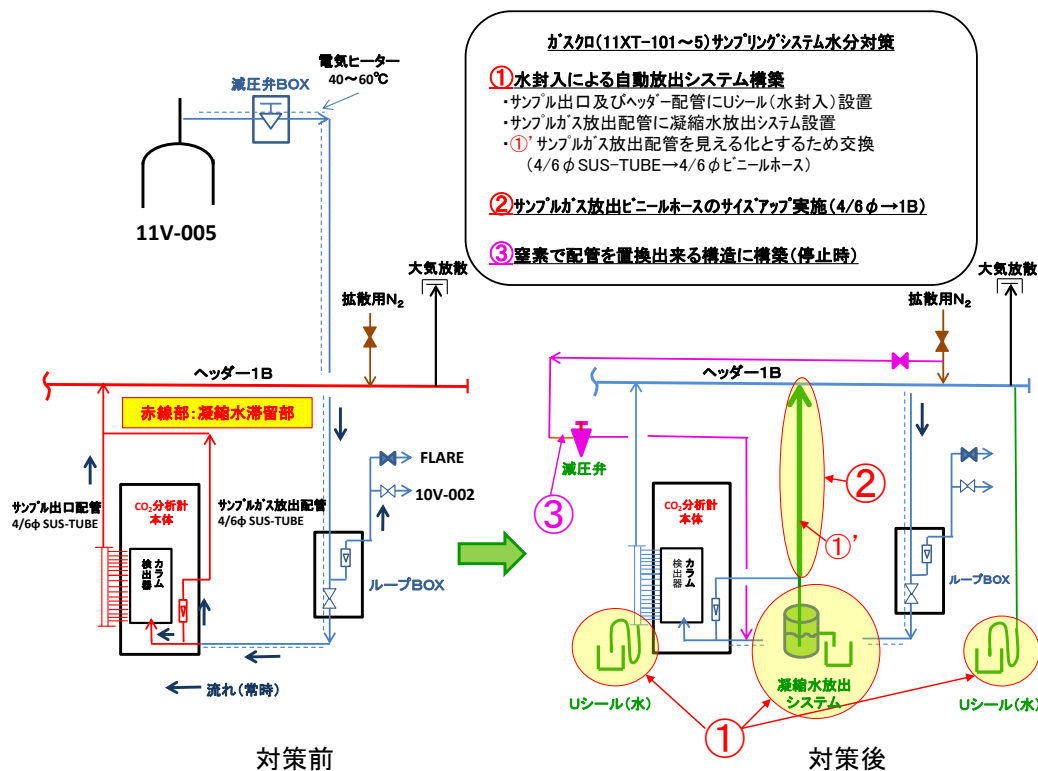 ガスクロ(11XT-101～5)サンプリングシステム水分対策
①水封入による自動放出システム構築
・サンプル出口及びヘッダー配管にUシール(水封入)設置
・サンプルガス放出配管に凝縮水放出システム設置
・①’サンプルガス放出配管を見える化とするため交換
(4/6φSUS-TUBE→4/6φビニールホース)
②サンプルガス放出ビニールホースのサイズアップ実施(4/6φ→1B)
③窒素で配管を置換出来る構造に構築(停止時)
電気ヒーター
40～60℃
減圧弁BOX
11V-005
大気放散
拡散用N₂
ヘッダー1B
赤線部:凝縮水滞留部
FLARE
10V-002
サンプル出口配管
4/6φ SUS-TUBE
CO₂分析計
本体
サンプルガス放出配管
4/6φ SUS-TUBE
カラム
検出器
ループBOX
流れ(常時)
対策前
大気放散
拡散用N₂
ヘッダー1B
減圧弁
③
②
①’
CO₂分析計
本体
カラム
検出器
ループBOX
Uシール(水)
凝縮水放出
システム
Uシール(水)
①
対策後